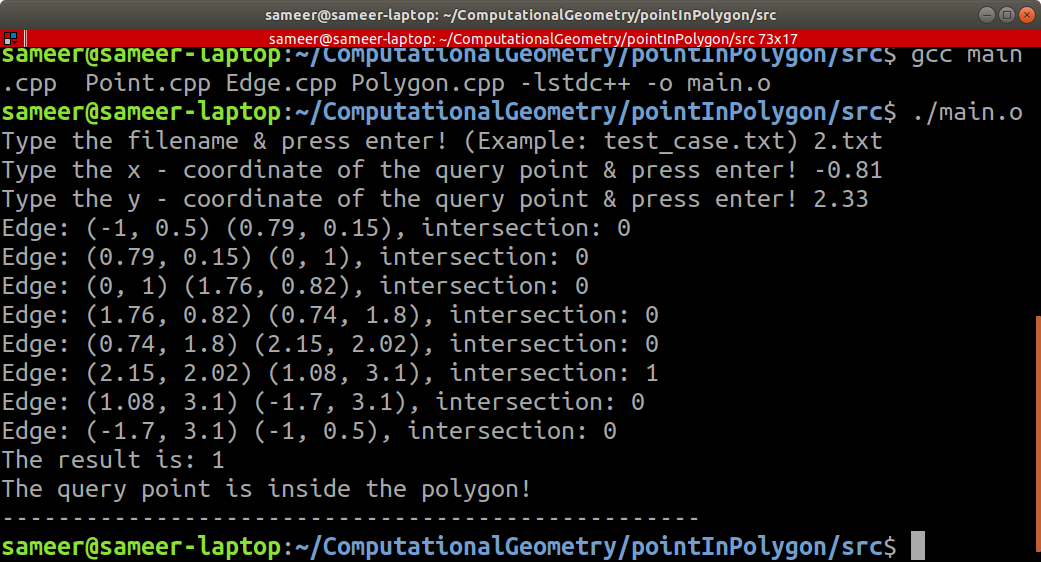 sameer@sameer-laptop: ~/ComputationalGeometry/pointInPolygon/src
sameer@sameer-laptop: ~/ComputationalGeometry/pointInPolygon/src 73x17
sameer@sameer-laptop:~/ComputationalGeometry/pointInPolygon/src$ gcc main
.cpp  Point.cpp Edge.cpp Polygon.cpp -lstdc++ -o main.o
sameer@sameer-laptop:~/ComputationalGeometry/pointInPolygon/src$ ./main.o
Type the filename & press enter! (Example: test_case.txt) 2.txt
Type the x - coordinate of the query point & press enter! -0.81
Type the y - coordinate of the query point & press enter! 2.33
Edge: (-1, 0.5) (0.79, 0.15), intersection: 0
Edge: (0.79, 0.15) (0, 1), intersection: 0
Edge: (0, 1) (1.76, 0.82), intersection: 0
Edge: (1.76, 0.82) (0.74, 1.8), intersection: 0
Edge: (0.74, 1.8) (2.15, 2.02), intersection: 0
Edge: (2.15, 2.02) (1.08, 3.1), intersection: 1
Edge: (1.08, 3.1) (-1.7, 3.1), intersection: 0
Edge: (-1.7, 3.1) (-1, 0.5), intersection: 0
The result is: 1
The query point is inside the polygon!
--------------------------------------------------
sameer@sameer-laptop:~/ComputationalGeometry/pointInPolygon/src$